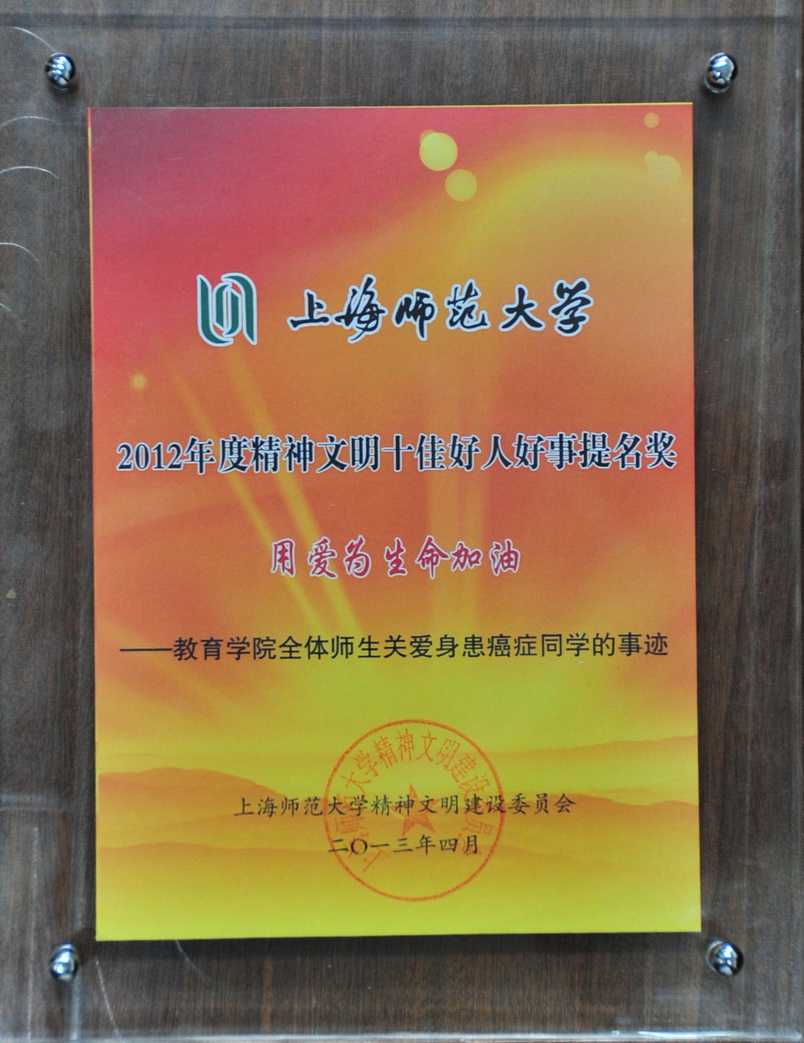 上海师范大学
2012年度精神文明十佳好人好事提名奖
用爱为生命加油
——教育学院全体师生关爱身患癌症同学的事迹
上海师范大学精神文明建设委员会
二〇一三年四月